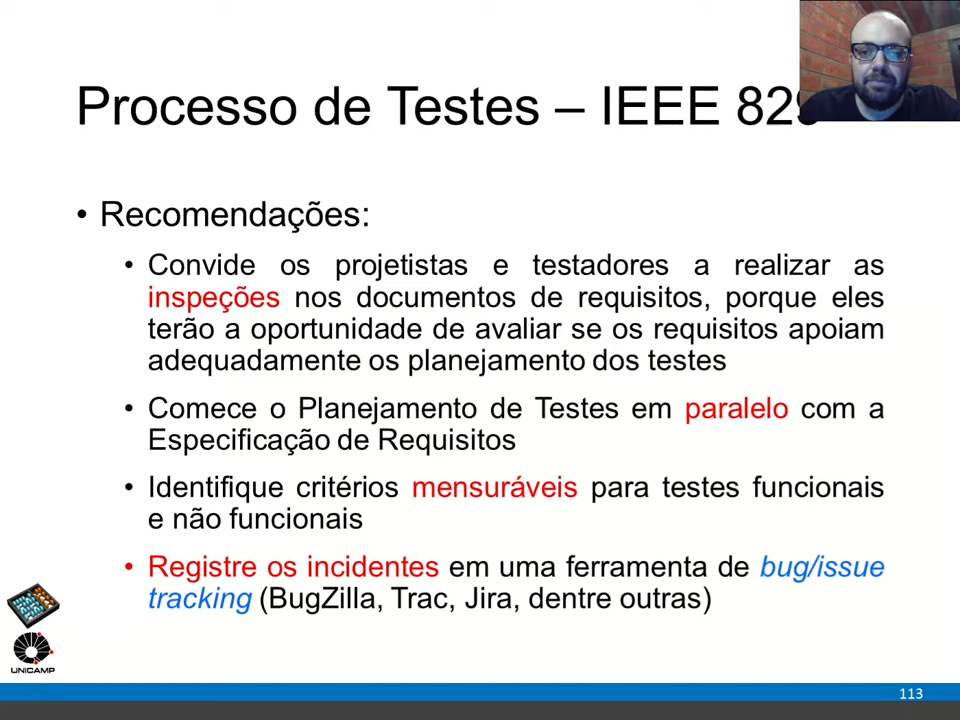 Processo de Testes – IEEE 829
• Recomendações:
• Convide os projetistas e testadores a realizar as
inspeções nos documentos de requisitos, porque eles
terão a oportunidade de avaliar se os requisitos apoiam
adequadamente os planejamento dos testes
• Comece o Planejamento de Testes em paralelo com a
Especificação de Requisitos
• Identifique critérios mensuráveis para testes funcionais
e não funcionais
• Registre os incidentes em uma ferramenta de bug/issue
tracking (BugZilla, Trac, Jira, dentre outras)
UNICAMP
113